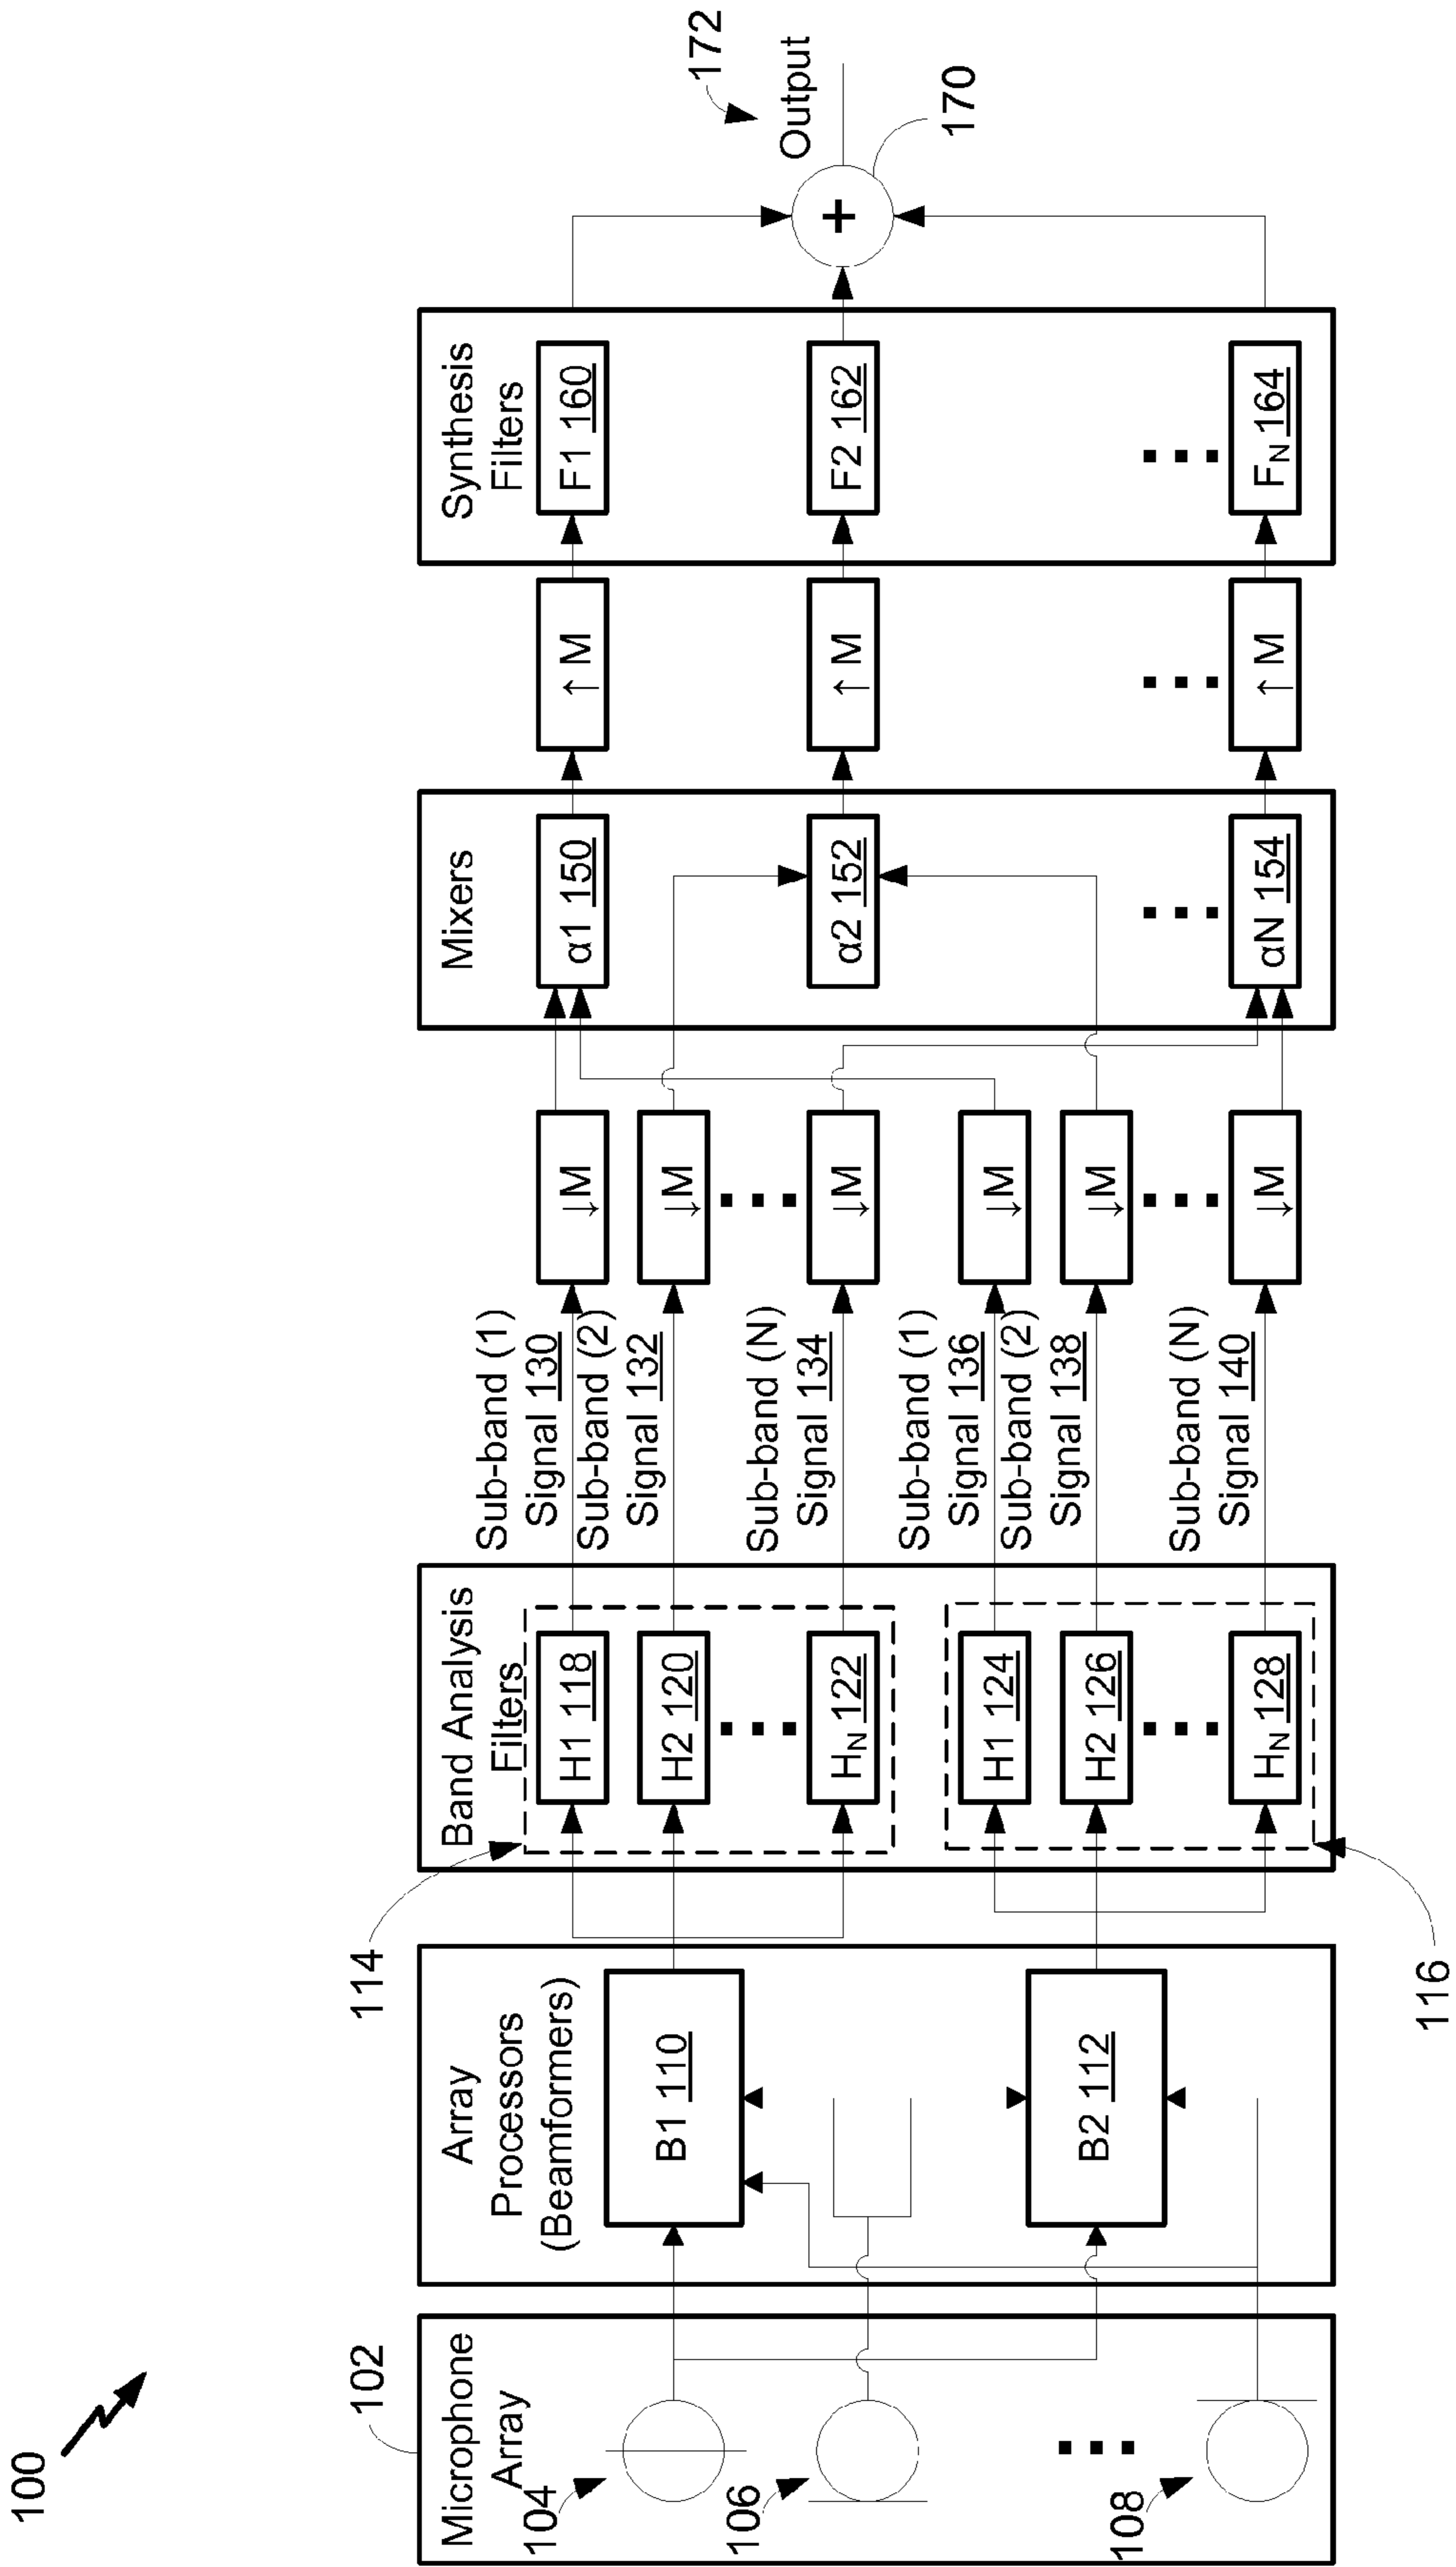 100
102
Microphone
Array
104
106
108
Array
Processors
(Beamformers)
B1 110
B2 112
114
116
Band Analysis
Filters
H1 118
H2 120
HN 122
H1 124
H2 126
HN 128
Sub-band (1)
Signal 130
Sub-band (2)
Signal 132
Sub-band (N)
Signal 134
Sub-band (1)
Signal 136
Sub-band (2)
Signal 138
Sub-band (N)
Signal 140
↓M
↓M
↓M
↓M
↓M
↓M
Mixers
α1 150
α2 152
αN 154
↑ M
↑ M
↑ M
Synthesis
Filters
F1 160
F2 162
FN 164
+
170
Output
172